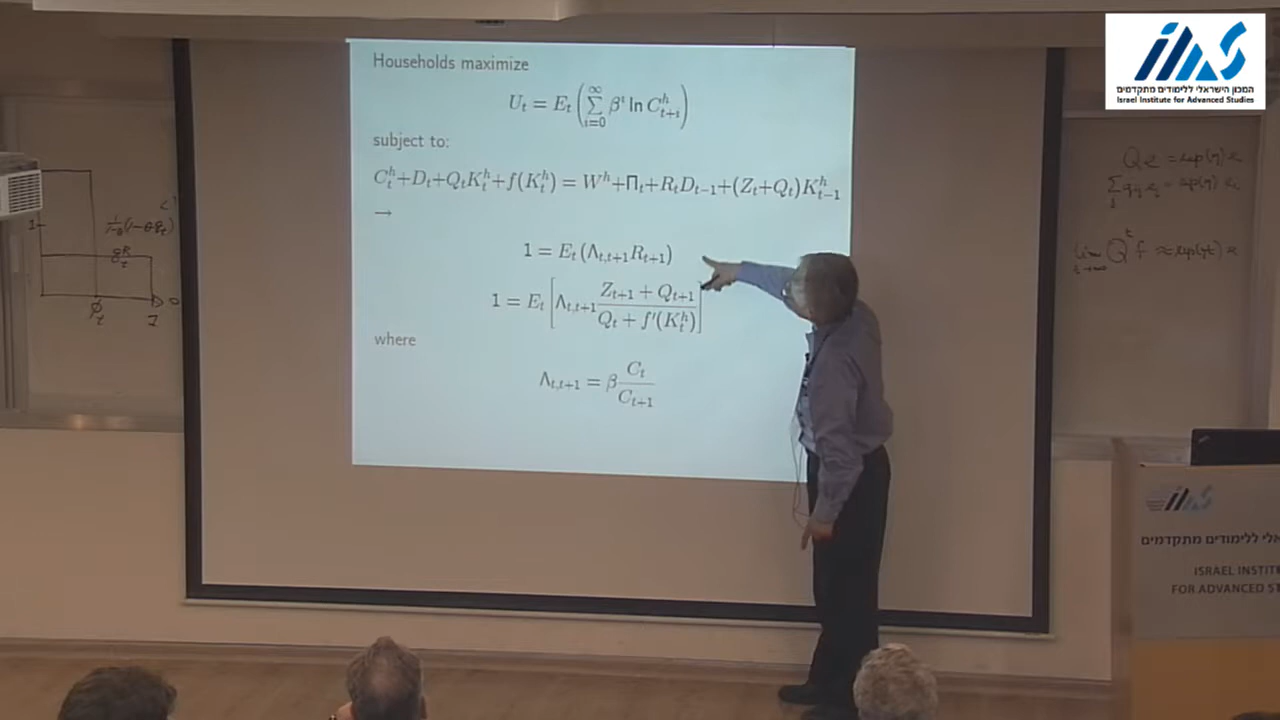 Households maximize
U_t = E_t ( ∑_{i=0}^{∞} β^i ln C^h_{t+i} )
subject to:
C^h_t + D_t + Q_t K^h_t + f(K^h_t) = W^h + Π_t + R_t D_{t-1} + (Z_t + Q_t) K^h_{t-1}
→
1 = E_t (Λ_{t,t+1} R_{t+1})
1 = E_t [ Λ_{t,t+1} (Z_{t+1} + Q_{t+1}) / (Q_t + f'(K^h_t)) ]
where
Λ_{t,t+1} = β C_t / C_{t+1}
המכון הישראלי ללימודים מתקדמים
Israel Institute for Advanced Studies
ללימודים מתקדמים
ISRAEL
FOR ADVANCED